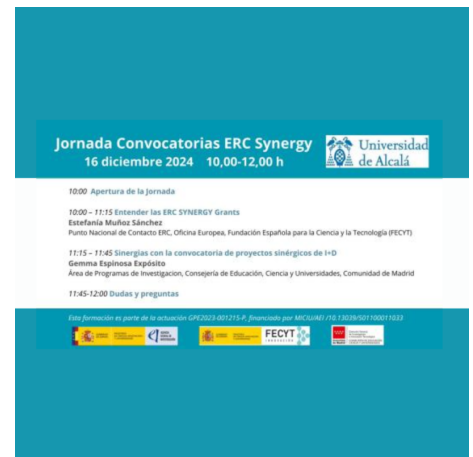 Jornada Convocatorias ERC Synergy
16 diciembre 2024 10,00-12,00 h
Universidad
de Alcalá
10:00 Apertura de la Jornada
10:00 – 11:15 Entender las ERC SYNERGY Grants
Estefanía Muñoz Sánchez
Punto Nacional de Contacto ERC, Oficina Europea, Fundación Española para la Ciencia y la Tecnología (FECYT)
11:15 – 11:45 Sinergias con la convocatoria de proyectos sinérgicos de I+D
Gemma Espinosa Expósito
Área de Programas de Investigacion, Consejería de Educación, Ciencia y Universidades, Comunidad de Madrid
11:45-12:00 Dudas y preguntas
Esta formación es parte de la actuación GPE2023-001215-P, financiado por MICIU/AEI /10.13039/501100011033
FECYT
INNOVACIÓN